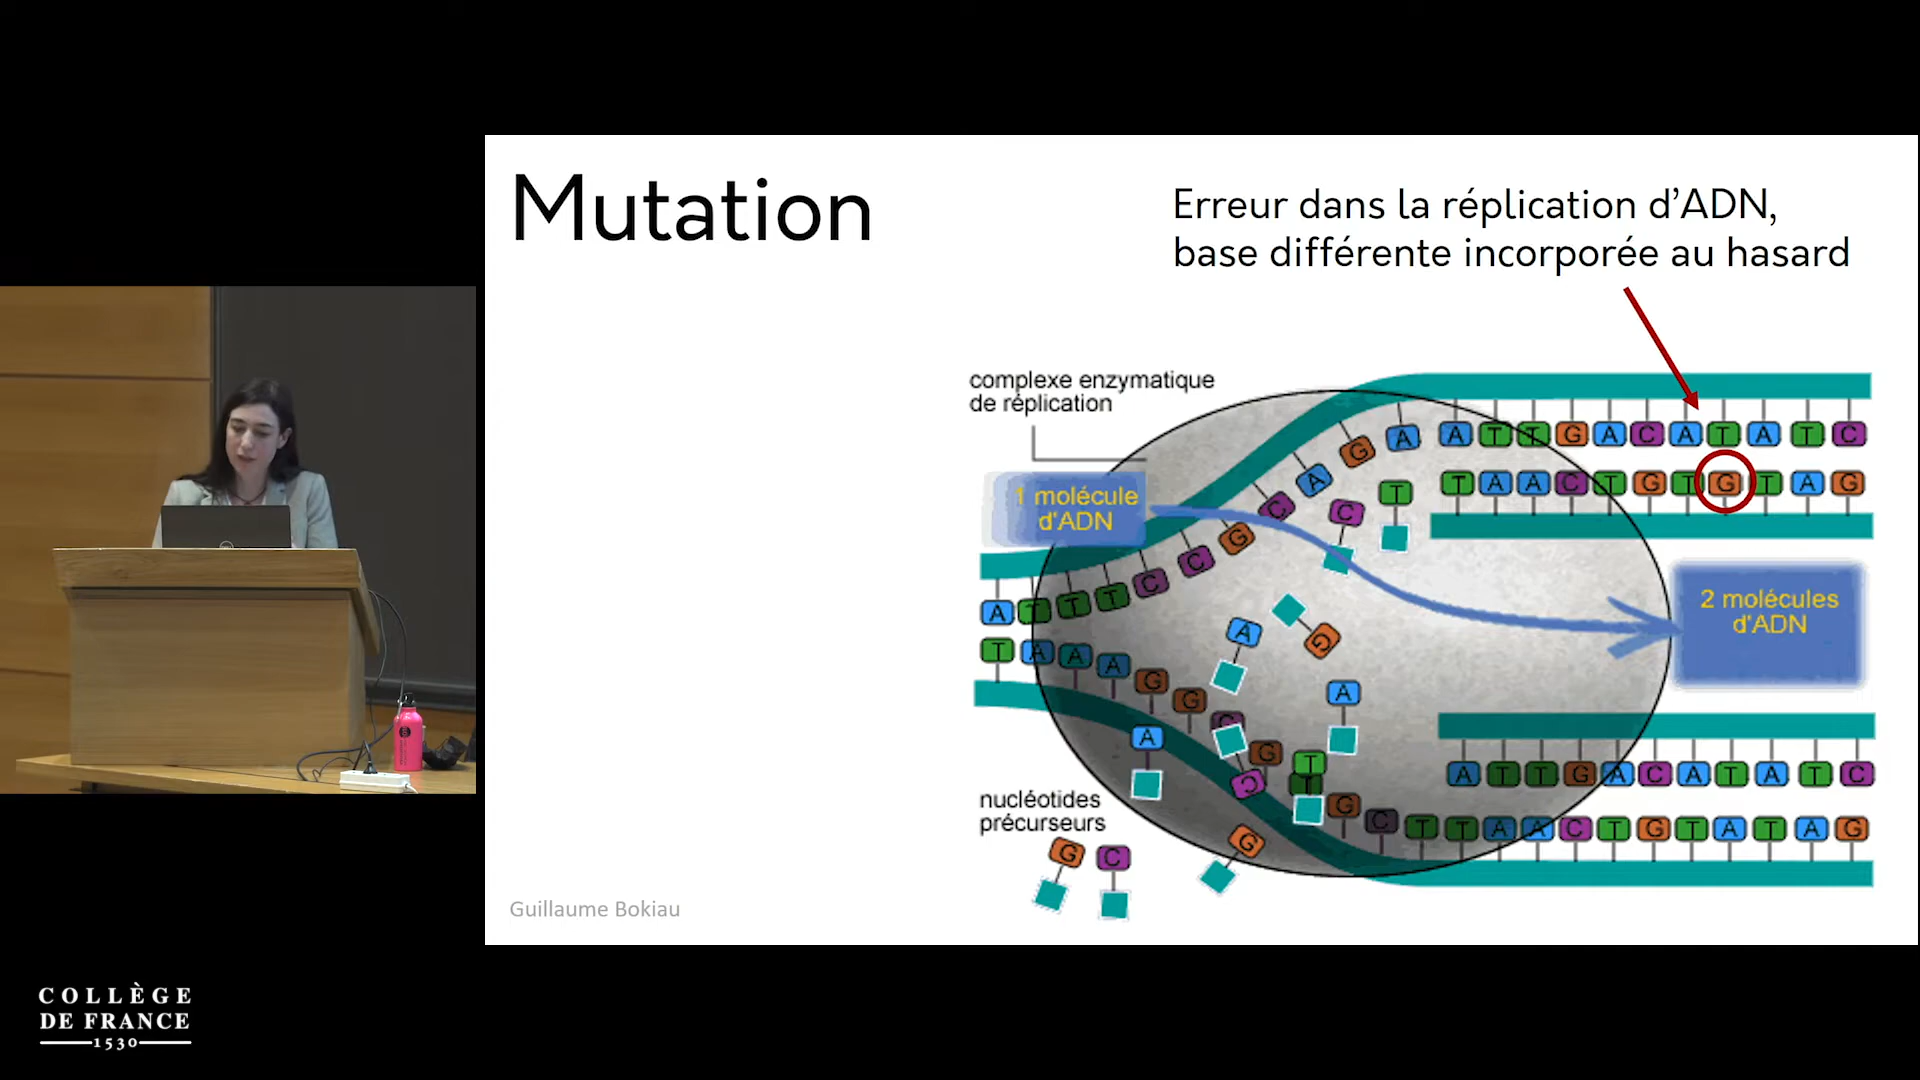 Mutation
Erreur dans la réplication d'ADN,
base différente incorporée au hasard
complexe enzymatique
de réplication
1 molécule
d'ADN
A T T G A C A T A T C
T A A C T G T G T A G
A T T T C C G C A G A
T A A A G G C G T G C T T A A C T G T A T A G
C T
A G
A
A
T
2 molécules
d'ADN
A T T G A C A T A T C
C
nucléotides
précurseurs
G C
G
Guillaume Bokiau
COLLÈGE
DE FRANCE
1530